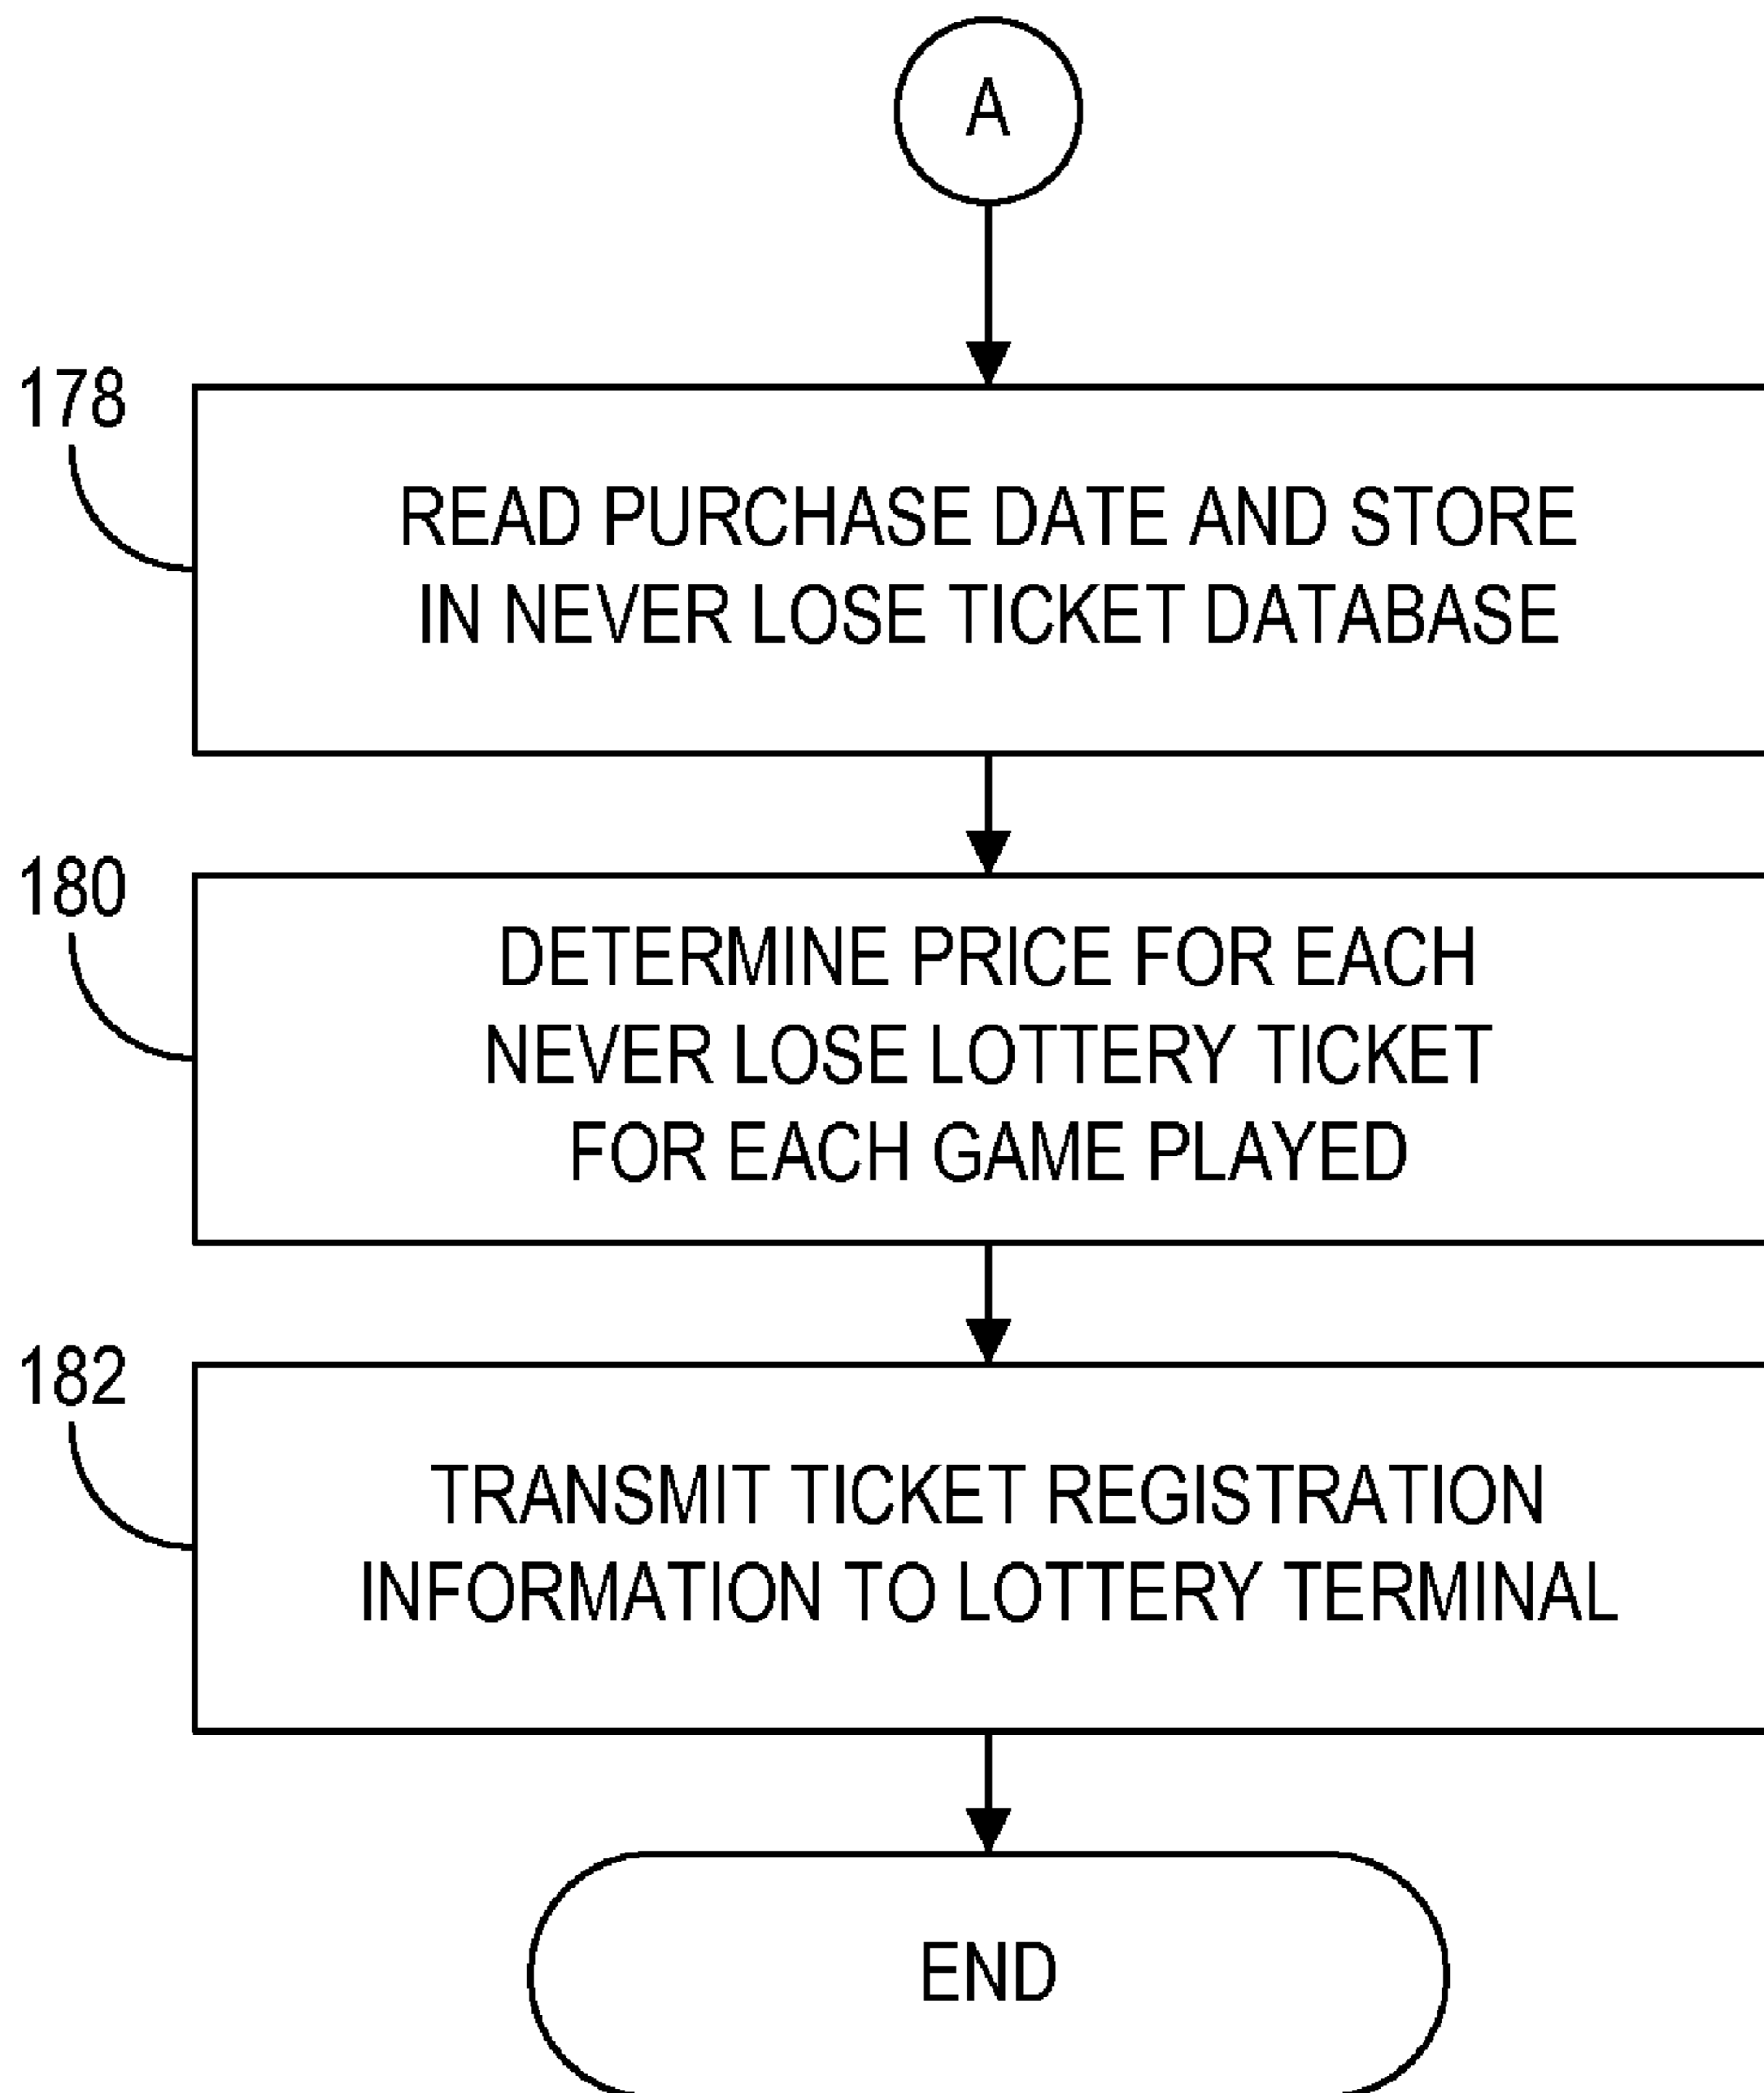 A
178
READ PURCHASE DATE AND STORE
IN NEVER LOSE TICKET DATABASE
180
DETERMINE PRICE FOR EACH
NEVER LOSE LOTTERY TICKET
FOR EACH GAME PLAYED
182
TRANSMIT TICKET REGISTRATION
INFORMATION TO LOTTERY TERMINAL
END